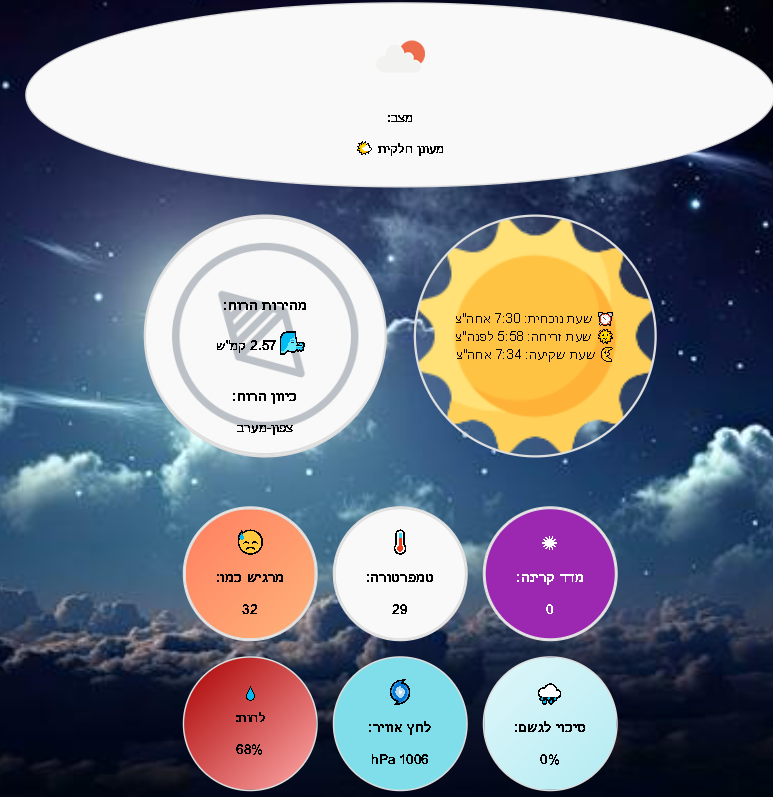 מצב:
מעונן חלקית
מהירות הרוח:
2.57 קמ"ש
כיוון הרוח:
צפון-מערב
שעת נוכחית: 7:30 אחה"צ
שעת זריחה: 5:58 לפנה"צ
שעת שקיעה: 7:34 אחה"צ
מדד קרינה:
0
טמפרטורה:
29
מרגיש כמו:
32
סיכוי לגשם:
0%
לחץ אוויר:
hPa 1006
לחות:
68%